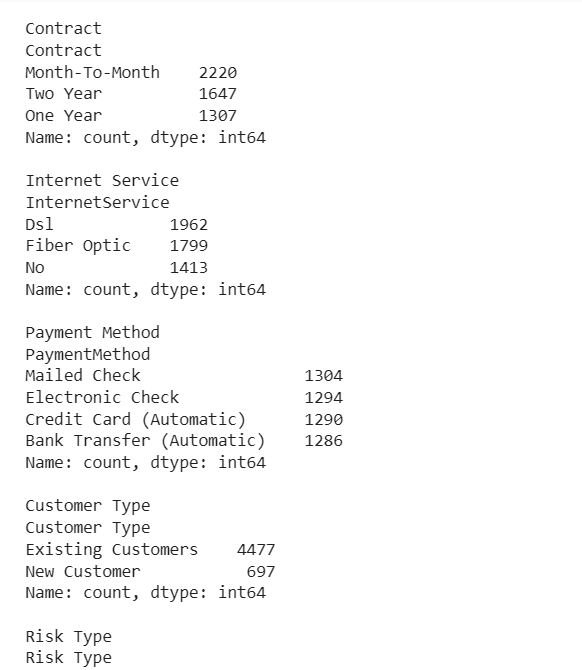 Contract
Contract
Month-To-Month    2220
Two Year          1647
One Year          1307
Name: count, dtype: int64
Internet Service
InternetService
Dsl            1962
Fiber Optic    1799
No             1413
Name: count, dtype: int64
Payment Method
PaymentMethod
Mailed Check                 1304
Electronic Check             1294
Credit Card (Automatic)      1290
Bank Transfer (Automatic)    1286
Name: count, dtype: int64
Customer Type
Customer Type
Existing Customers    4477
New Customer           697
Name: count, dtype: int64
Risk Type
Risk Type